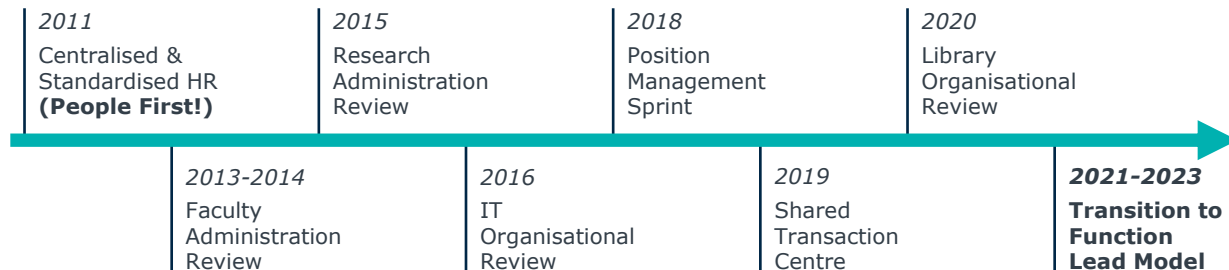 2011
Centralised &
Standardised HR
(People First!)
2015
Research
Administration
Review
2018
Position
Management
Sprint
2020
Library
Organisational
Review
2013-2014
Faculty
Administration
Review
2016
IT
Organisational
Review
2019
Shared
Transaction
Centre
2021-2023
Transition to
Function
Lead Model